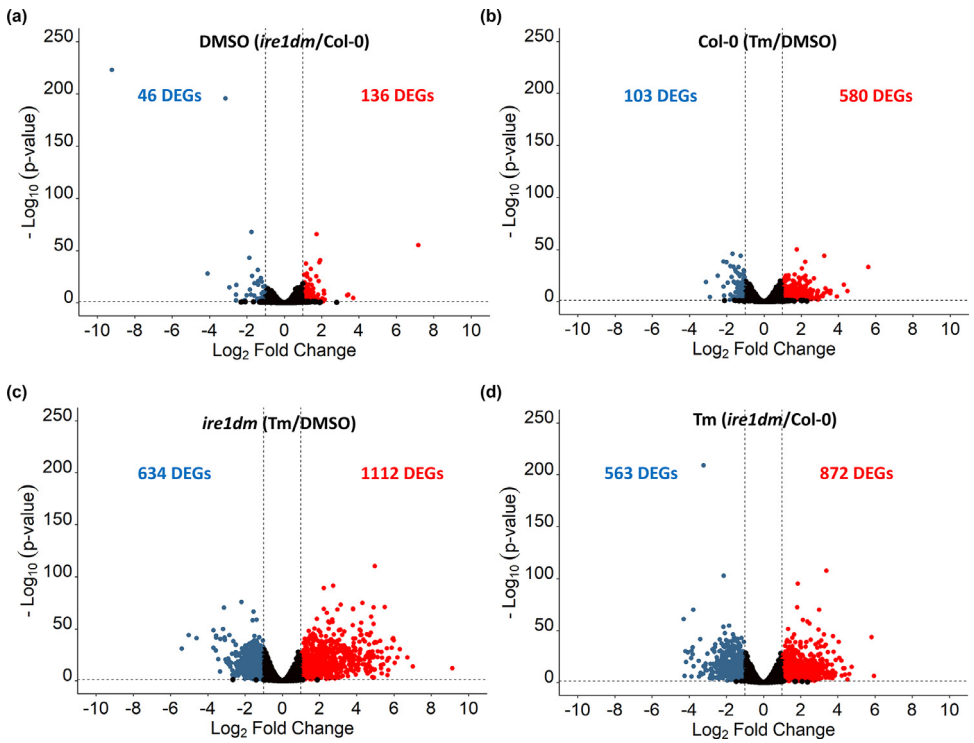 (a)
DMSO (ire1dm/Col-0)
46 DEGs
136 DEGs
250
200
150
100
50
0
- Log10 (p-value)
-10 -8 -6 -4 -2 0 2 4 6 8 10
Log2 Fold Change
(b)
Col-0 (Tm/DMSO)
103 DEGs
580 DEGs
250
200
150
100
50
0
- Log10 (p-value)
-10 -8 -6 -4 -2 0 2 4 6 8 10
Log2 Fold Change
(c)
ire1dm (Tm/DMSO)
634 DEGs
1112 DEGs
250
200
150
100
50
0
- Log10 (p-value)
-10 -8 -6 -4 -2 0 2 4 6 8 10
Log2 Fold Change
(d)
Tm (ire1dm/Col-0)
563 DEGs
872 DEGs
250
200
150
100
50
0
- Log10 (p-value)
-10 -8 -6 -4 -2 0 2 4 6 8 10
Log2 Fold Change